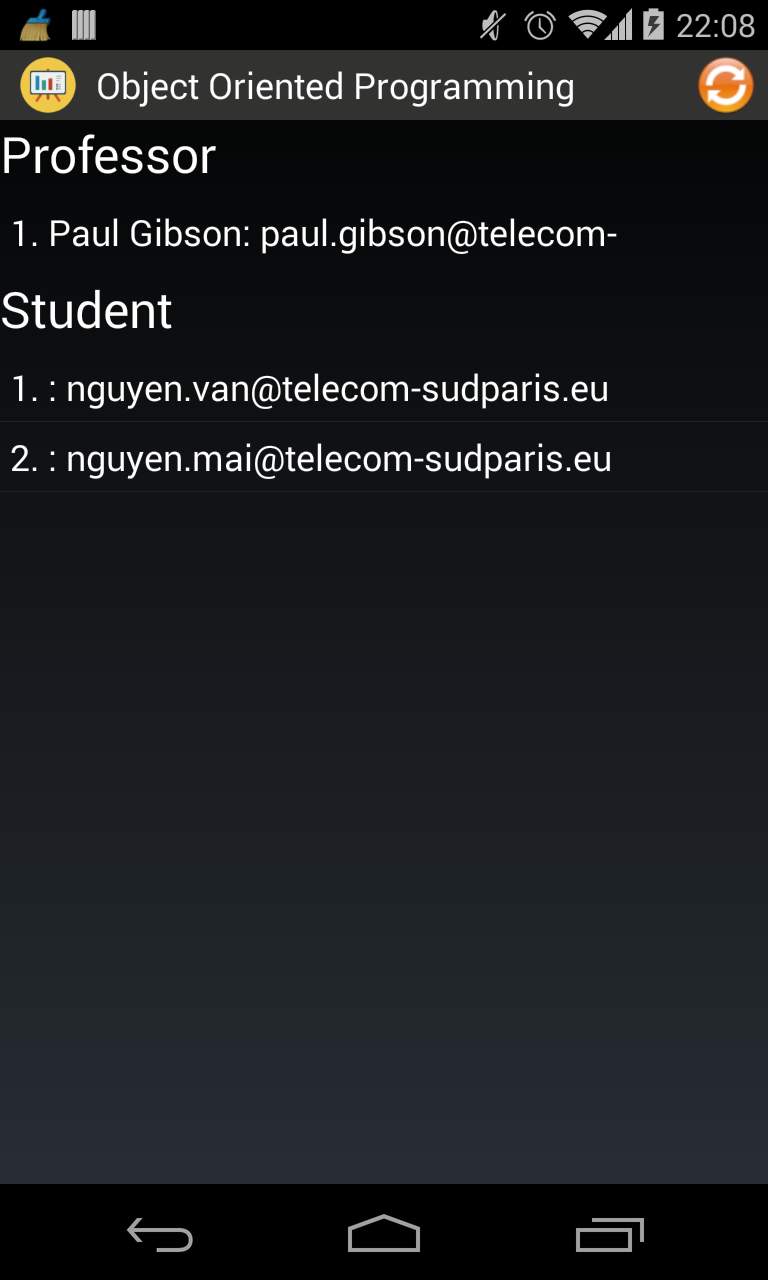 22:08
Object Oriented Programming
Professor
1. Paul Gibson: paul.gibson@telecom-
Student
1. : nguyen.van@telecom-sudparis.eu
2. : nguyen.mai@telecom-sudparis.eu